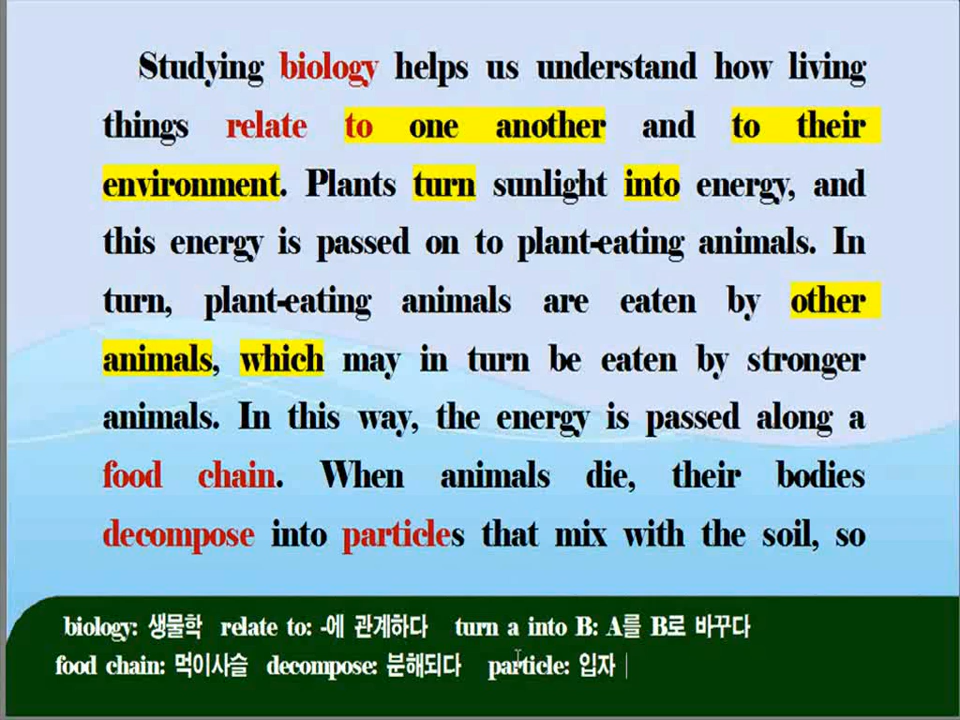 Studying biology helps us understand how living
things relate to one another and to their
environment. Plants turn sunlight into energy, and
this energy is passed on to plant-eating animals. In
turn, plant-eating animals are eaten by other
animals, which may in turn be eaten by stronger
animals. In this way, the energy is passed along a
food chain. When animals die, their bodies
decompose into particles that mix with the soil, so
biology: 생물학 relate to: -에 관계하다 turn a into B: A를 B로 바꾸다
food chain: 먹이사슬 decompose: 분해되다 particle: 입자